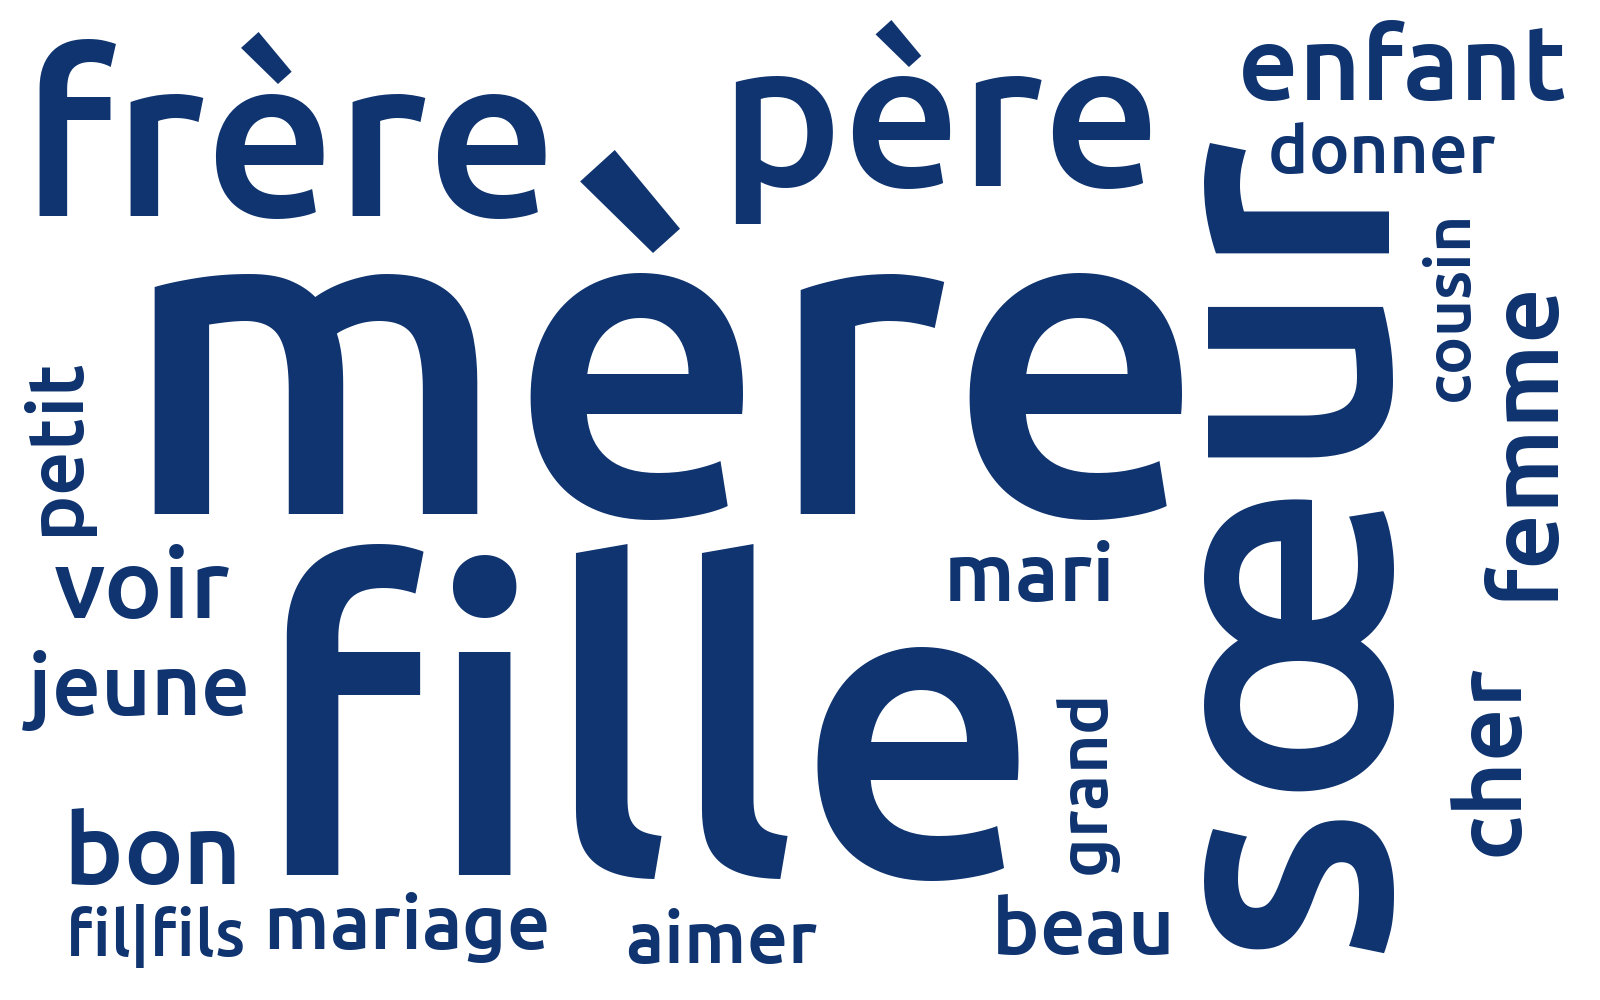 frère
père
enfant
donner
mère
sœur
cousin
femme
petit
voir
jeune
fille
mari
grand
cher
bon
fil|fils
mariage
aimer
beau